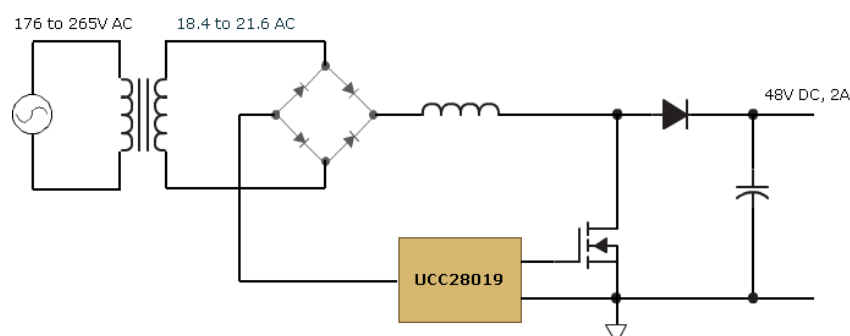 176 to 265V AC
18.4 to 21.6 AC
48V DC, 2A
UCC28019